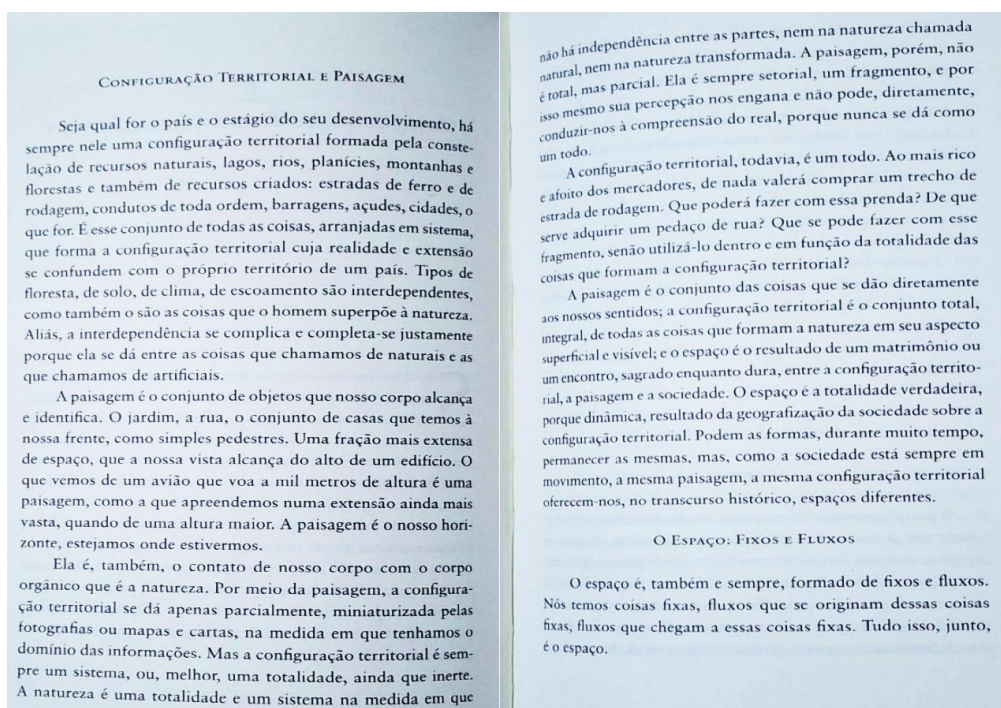 Configuração Territorial e Paisagem
Seja qual for o país e o estágio do seu desenvolvimento, há
sempre nele uma configuração territorial formada pela conste-
lação de recursos naturais, lagos, rios, planícies, montanhas e
florestas e também de recursos criados: estradas de ferro e de
rodagem, condutos de toda ordem, barragens, açudes, cidades, o
que for. É esse conjunto de todas as coisas, arranjadas em sistema,
que forma a configuração territorial cuja realidade e extensão
se confundem com o próprio território de um país. Tipos de
floresta, de solo, de clima, de escoamento são interdependentes,
como também o são as coisas que o homem superpõe à natureza.
Aliás, a interdependência se complica e completa-se justamente
porque ela se dá entre as coisas que chamamos de naturais e as
que chamamos de artificiais.
A paisagem é o conjunto de objetos que nosso corpo alcança
e identifica. O jardim, a rua, o conjunto de casas que temos à
nossa frente, como simples pedestres. Uma fração mais extensa
de espaço, que a nossa vista alcança do alto de um edifício. O
que vemos de um avião que voa a mil metros de altura é uma
paisagem, como a que apreendemos numa extensão ainda mais
vasta, quando de uma altura maior. A paisagem é o nosso hori-
zonte, estejamos onde estivermos.
Ela é, também, o contato de nosso corpo com o corpo
orgânico que é a natureza. Por meio da paisagem, a configura-
ção territorial se dá apenas parcialmente, miniaturizada pelas
fotografias ou mapas e cartas, na medida em que tenhamos o
domínio das informações. Mas a configuração territorial é sem-
pre um sistema, ou, melhor, uma totalidade, ainda que inerte.
A natureza é uma totalidade e um sistema na medida em que
não há independência entre as partes, nem na natureza chamada
natural, nem na natureza transformada. A paisagem, porém, não
é total, mas parcial. Ela é sempre setorial, um fragmento, e por
isso mesmo sua percepção nos engana e não pode, diretamente,
conduzir-nos à compreensão do real, porque nunca se dá como
um todo.
A configuração territorial, todavia, é um todo. Ao mais rico
e afoito dos mercadores, de nada valerá comprar um trecho de
estrada de rodagem. Que poderá fazer com essa prenda? De que
serve adquirir um pedaço de rua? Que se pode fazer com esse
fragmento, senão utilizá-lo dentro e em função da totalidade das
coisas que formam a configuração territorial?
A paisagem é o conjunto das coisas que se dão diretamente
aos nossos sentidos; a configuração territorial é o conjunto total,
integral, de todas as coisas que formam a natureza em seu aspecto
superficial e visível; e o espaço é o resultado de um matrimônio ou
um encontro, sagrado enquanto dura, entre a configuração territo-
rial, a paisagem e a sociedade. O espaço é a totalidade verdadeira,
porque dinâmica, resultado da geografização da sociedade sobre a
configuração territorial. Podem as formas, durante muito tempo,
permanecer as mesmas, mas, como a sociedade está sempre em
movimento, a mesma paisagem, a mesma configuração territorial
oferecem-nos, no transcurso histórico, espaços diferentes.
O Espaço: Fixos e Fluxos
O espaço é, também e sempre, formado de fixos e fluxos.
Nós temos coisas fixas, fluxos que se originam dessas coisas
fixas, fluxos que chegam a essas coisas fixas. Tudo isso, junto,
é o espaço.